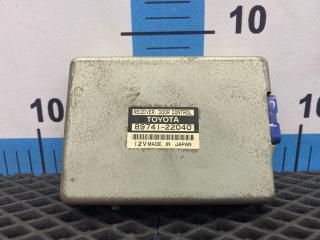 10
10
RECEIVER DOOR CONTROL
TOYOTA
89741-22040
12V MADE IN JAPAN